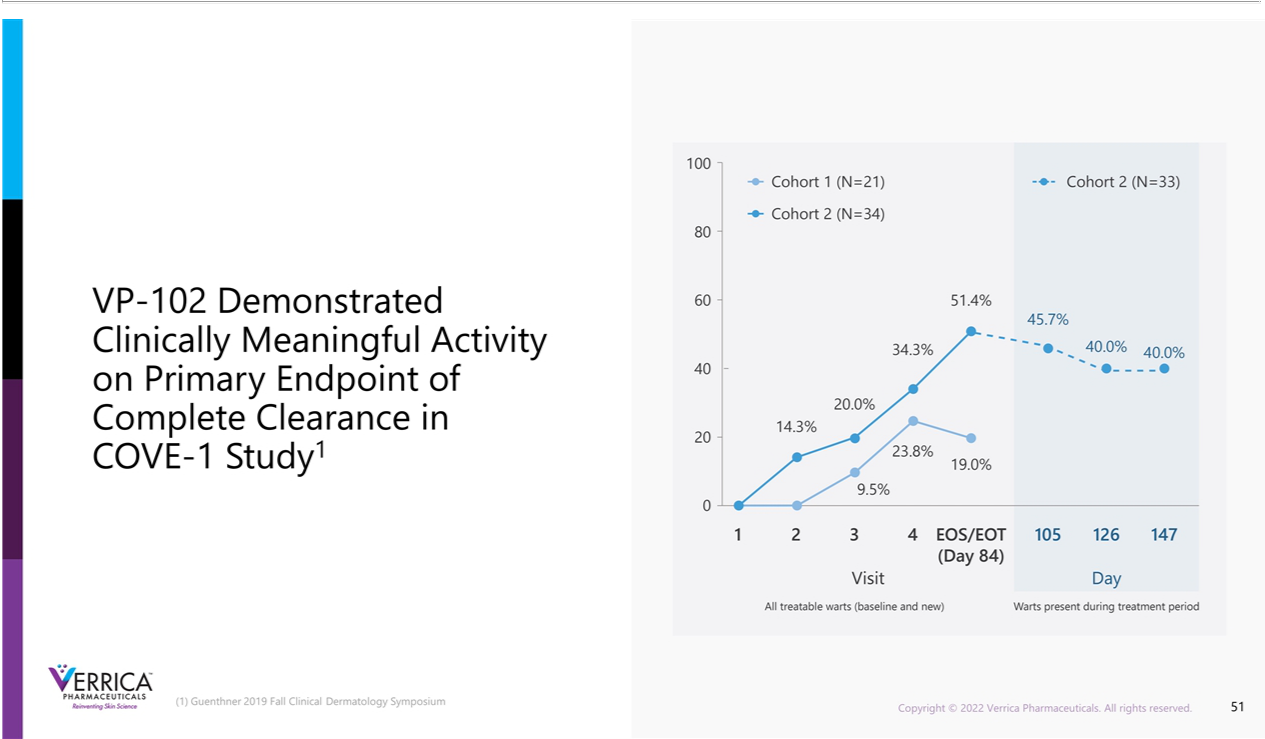 VP-102 Demonstrated
Clinically Meaningful Activity
on Primary Endpoint of
Complete Clearance in
COVE-1 Study1
100
80
60
40
20
0
Cohort 1 (N=21)
Cohort 2 (N=34)
Cohort 2 (N=33)
14.3%
20.0%
34.3%
51.4%
9.5%
23.8%
19.0%
45.7%
40.0%
40.0%
1 2 3 4 EOS/EOT 105 126 147
(Day 84)
Visit Day
All treatable warts (baseline and new) Warts present during treatment period
VERRICA™
PHARMACEUTICALS
Reinventing Skin Science
(1) Guenthner 2019 Fall Clinical Dermatology Symposium
Copyright © 2022 Verrica Pharmaceuticals. All rights reserved. 51